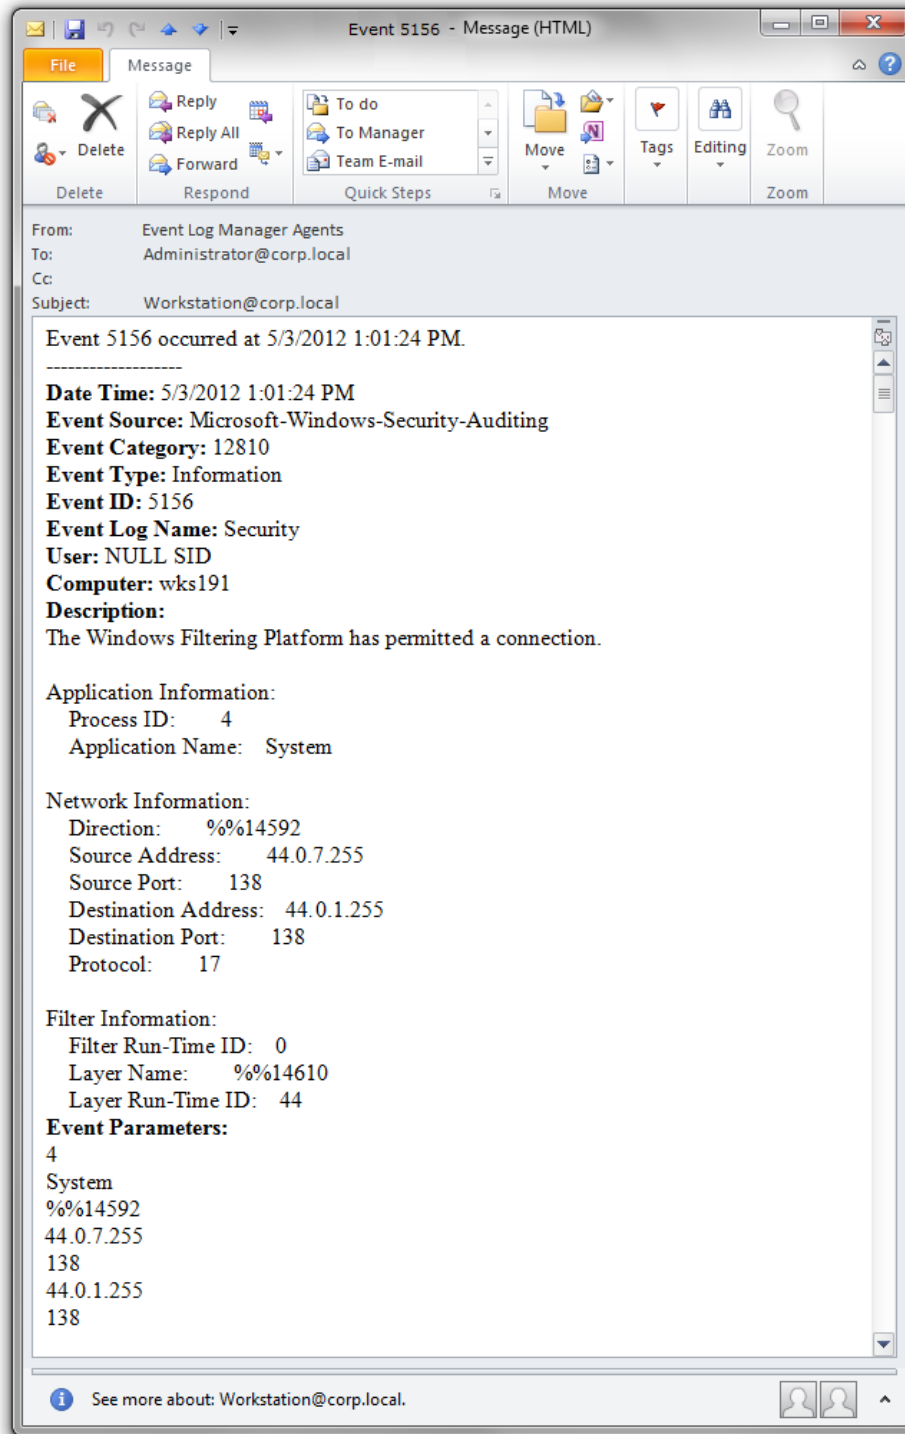 Event 5156 - Message (HTML)
File Message
Delete
Reply
Reply All
Forward
To do
To Manager
Team E-mail
Move
Tags
Editing
Zoom
Delete Respond Quick Steps Move Zoom
From: Event Log Manager Agents
To: Administrator@corp.local
Cc:
Subject: Workstation@corp.local
Event 5156 occurred at 5/3/2012 1:01:24 PM.
-------------------
Date Time: 5/3/2012 1:01:24 PM
Event Source: Microsoft-Windows-Security-Auditing
Event Category: 12810
Event Type: Information
Event ID: 5156
Event Log Name: Security
User: NULL SID
Computer: wks191
Description:
The Windows Filtering Platform has permitted a connection.
Application Information:
Process ID: 4
Application Name: System
Network Information:
Direction: %%14592
Source Address: 44.0.7.255
Source Port: 138
Destination Address: 44.0.1.255
Destination Port: 138
Protocol: 17
Filter Information:
Filter Run-Time ID: 0
Layer Name: %%14610
Layer Run-Time ID: 44
Event Parameters:
4
System
%%14592
44.0.7.255
138
44.0.1.255
138
See more about: Workstation@corp.local.